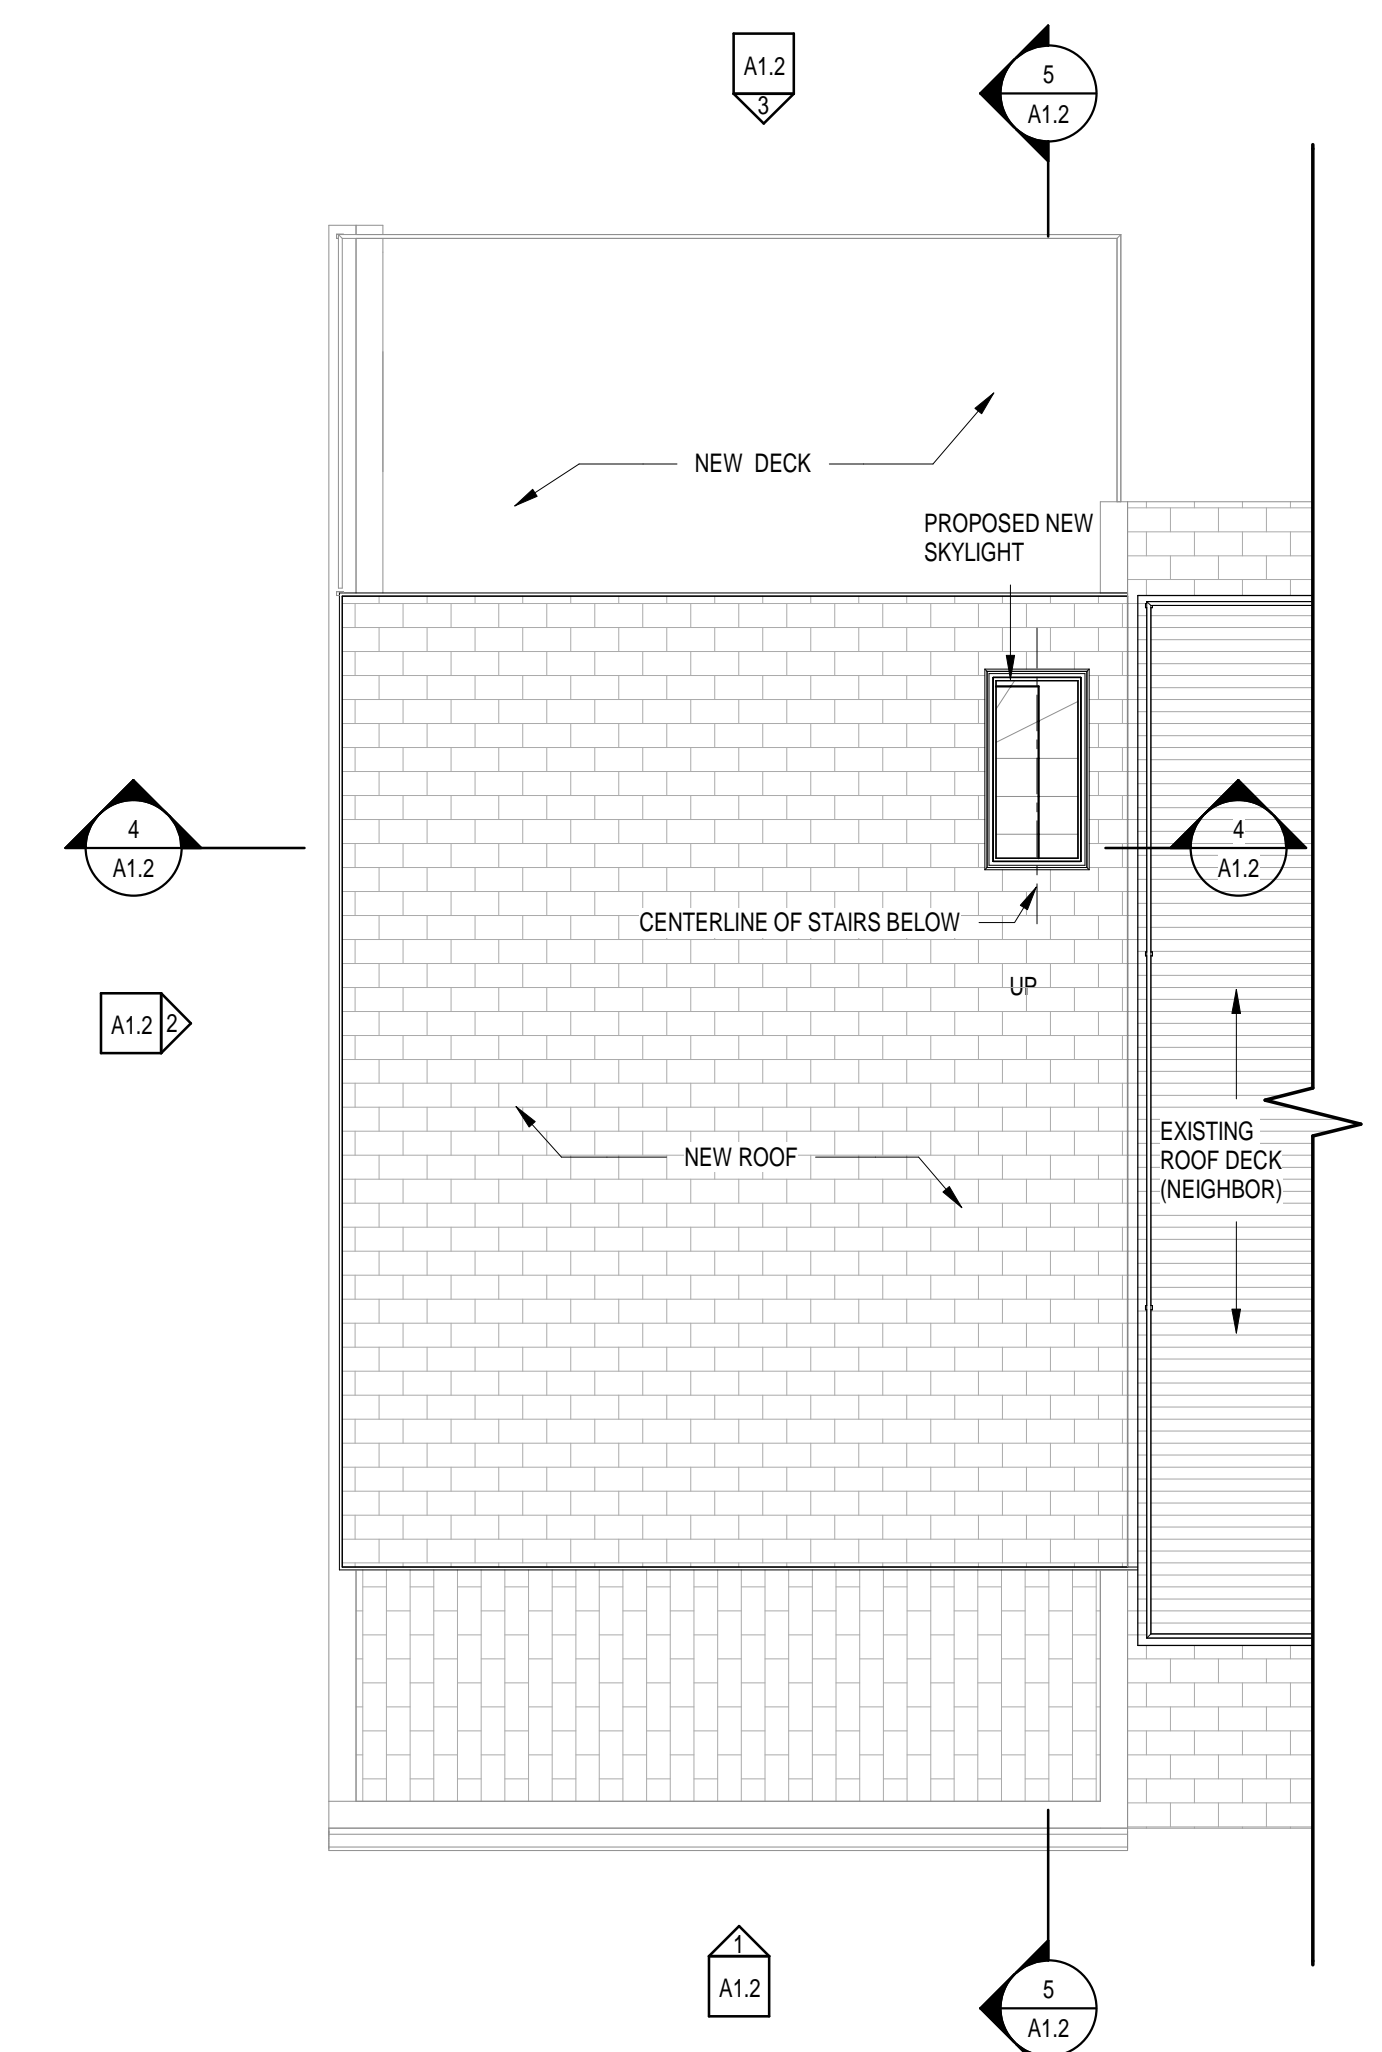 A1.2
3
5
A1.2
NEW DECK
PROPOSED NEW
SKYLIGHT
4
A1.2
4
A1.2
CENTERLINE OF STAIRS BELOW
UP
A1.2
2
EXISTING
ROOF DECK
(NEIGHBOR)
NEW ROOF
1
A1.2
5
A1.2